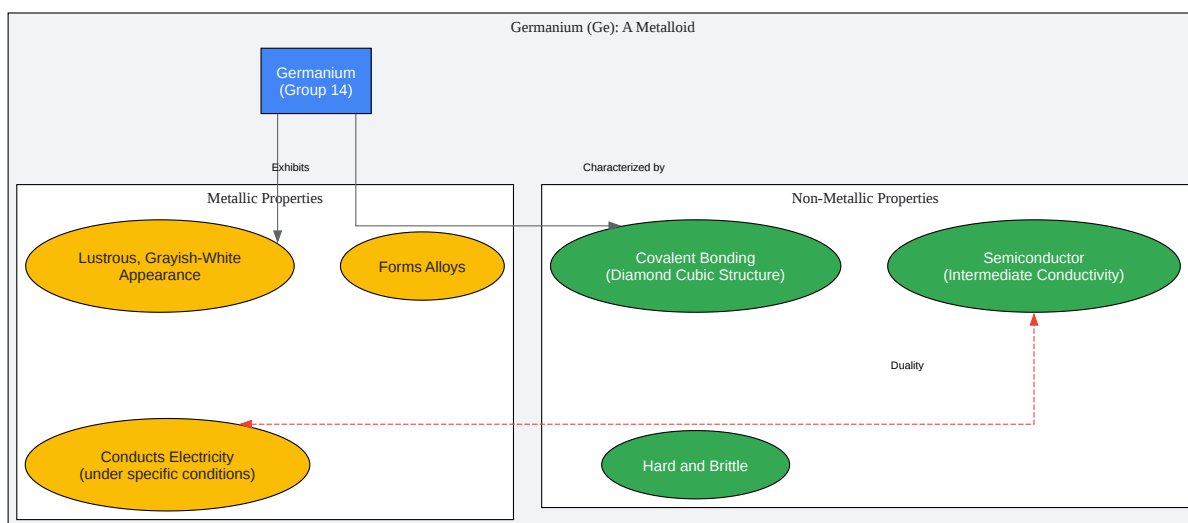 Germanium (Ge): A Metalloid
Germanium
(Group 14)
Exhibits
Characterized by
Metallic Properties
Lustrous, Grayish-White
Appearance
Forms Alloys
Conducts Electricity
(under specific conditions)
Non-Metallic Properties
Covalent Bonding
(Diamond Cubic Structure)
Semiconductor
(Intermediate Conductivity)
Duality
Hard and Brittle